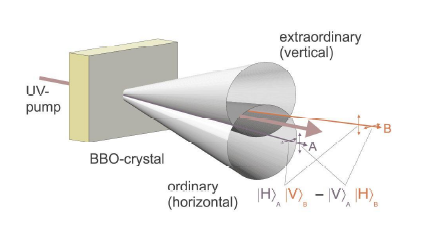 extraordinary
(vertical)
UV-
pump
B
A
BBO-crystal
ordinary
(horizontal)
|H⟩A |V⟩B – |V⟩A |H⟩B